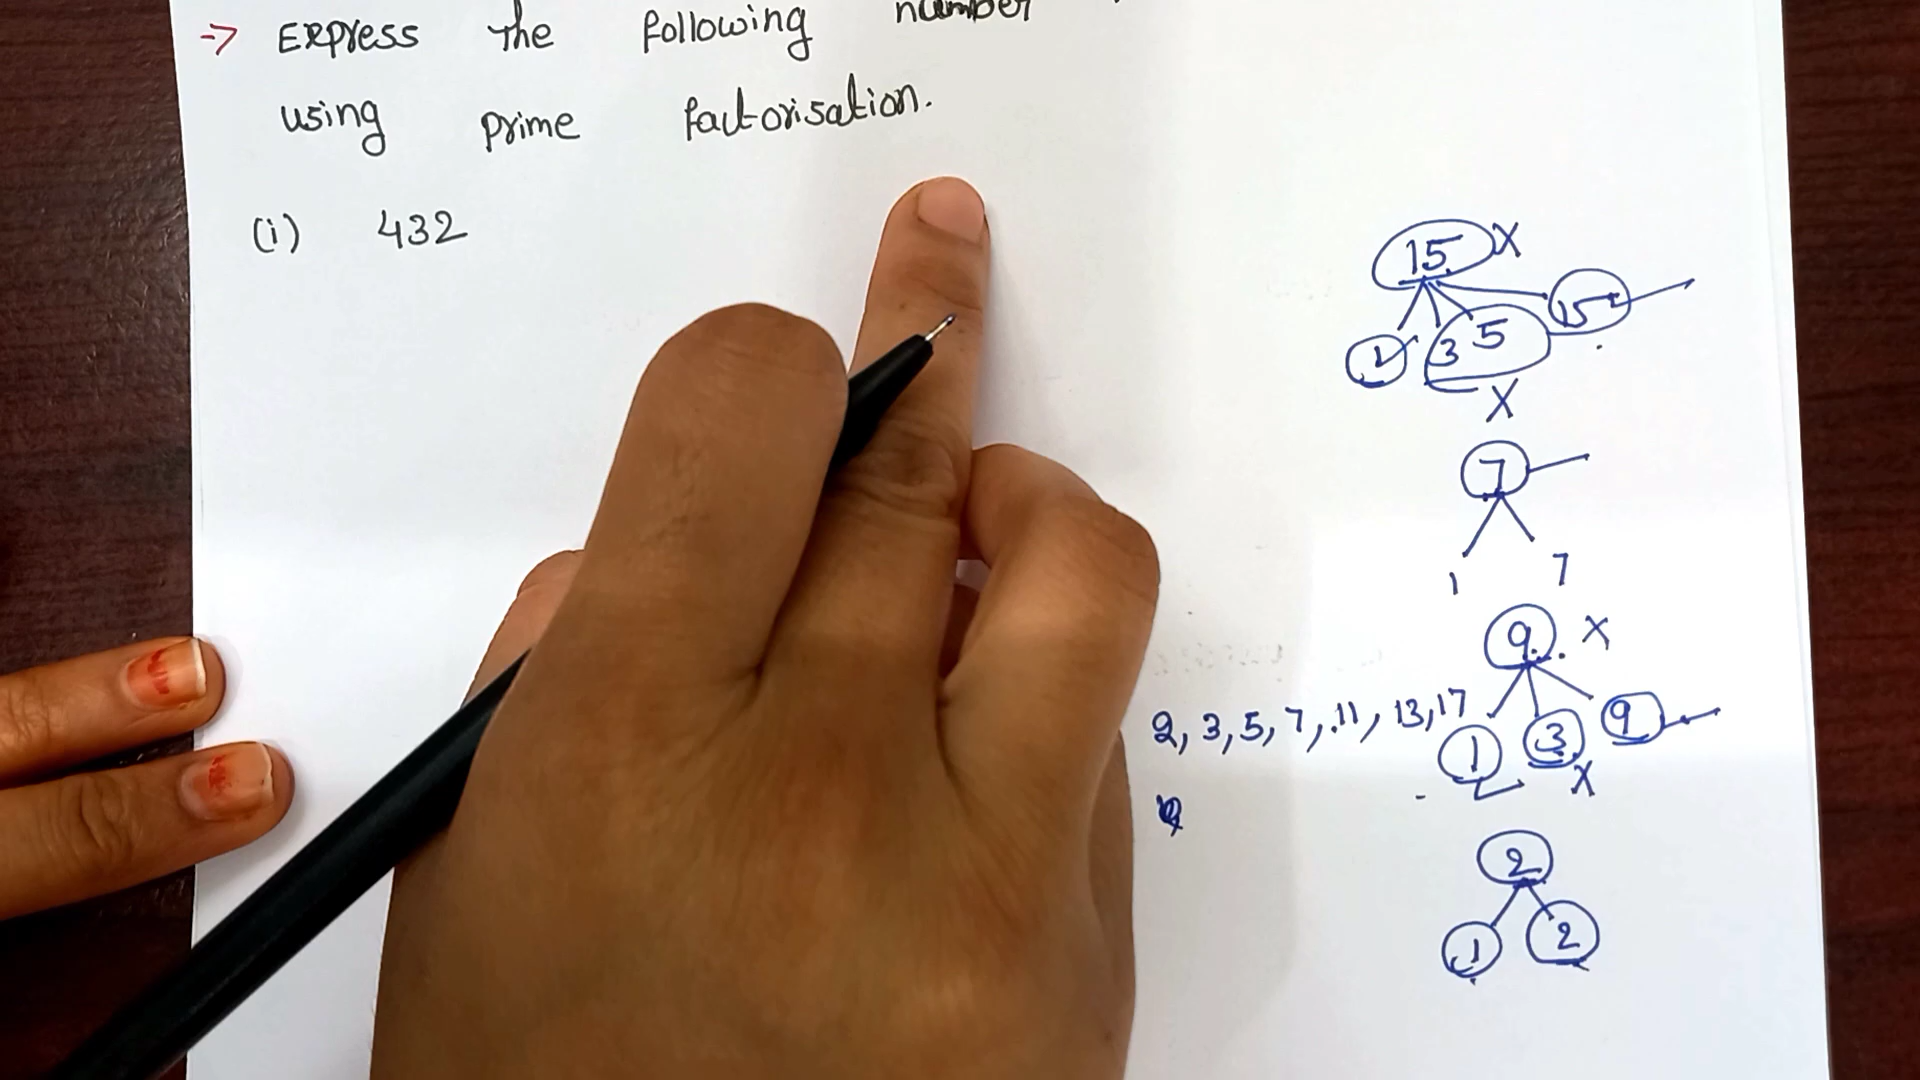 -> Express the following number
using prime factorisation.
(i) 432
15 X
1 3 5 15
X
7
1 7
9 X
2, 3, 5, 7, 11, 13, 17
1 3 9
X
2
1 2